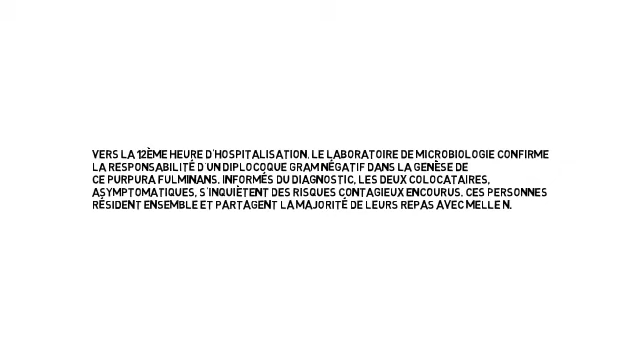 VERS LA 12ÈME HEURE D'HOSPITALISATION, LE LABORATOIRE DE MICROBIOLOGIE CONFIRME
LA RESPONSABILITÉ D'UN DIPLOCOQUE GRAM NÉGATIF DANS LA GENÈSE DE
CE PURPURA FULMINANS. INFORMÉS DU DIAGNOSTIC, LES DEUX COLOCATAIRES,
ASYMPTOMATIQUES, S'INQUIÈTENT DES RISQUES CONTAGIEUX ENCOURUS. CES PERSONNES
RÉSIDENT ENSEMBLE ET PARTAGENT LA MAJORITÉ DE LEURS REPAS AVEC MELLE N.